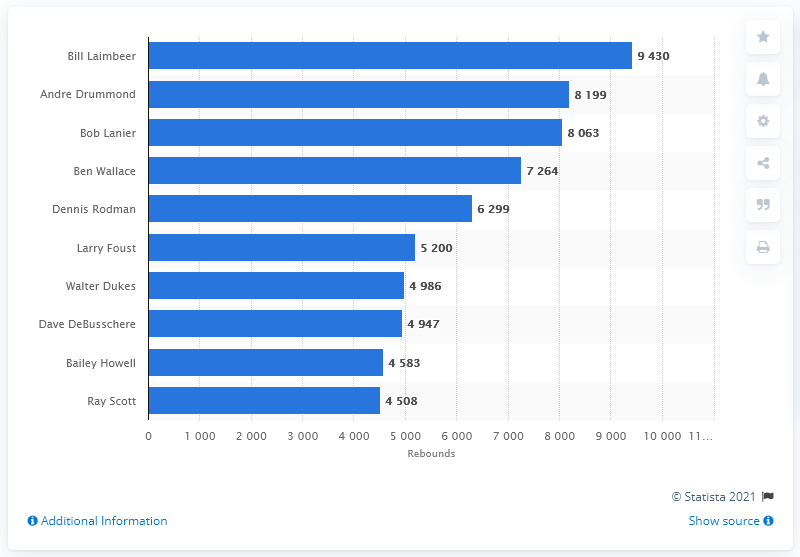 Bill Laimbeer 9 430
Andre Drummond 8 199
Bob Lanier 8 063
Ben Wallace 7 264
Dennis Rodman 6 299
Larry Foust 5 200
Walter Dukes 4 986
Dave DeBusschere 4 947
Bailey Howell 4 583
Ray Scott 4 508
0 1 000 2 000 3 000 4 000 5 000 6 000 7 000 8 000 9 000 10 000 11…
Rebounds
© Statista 2021
Additional Information Show source